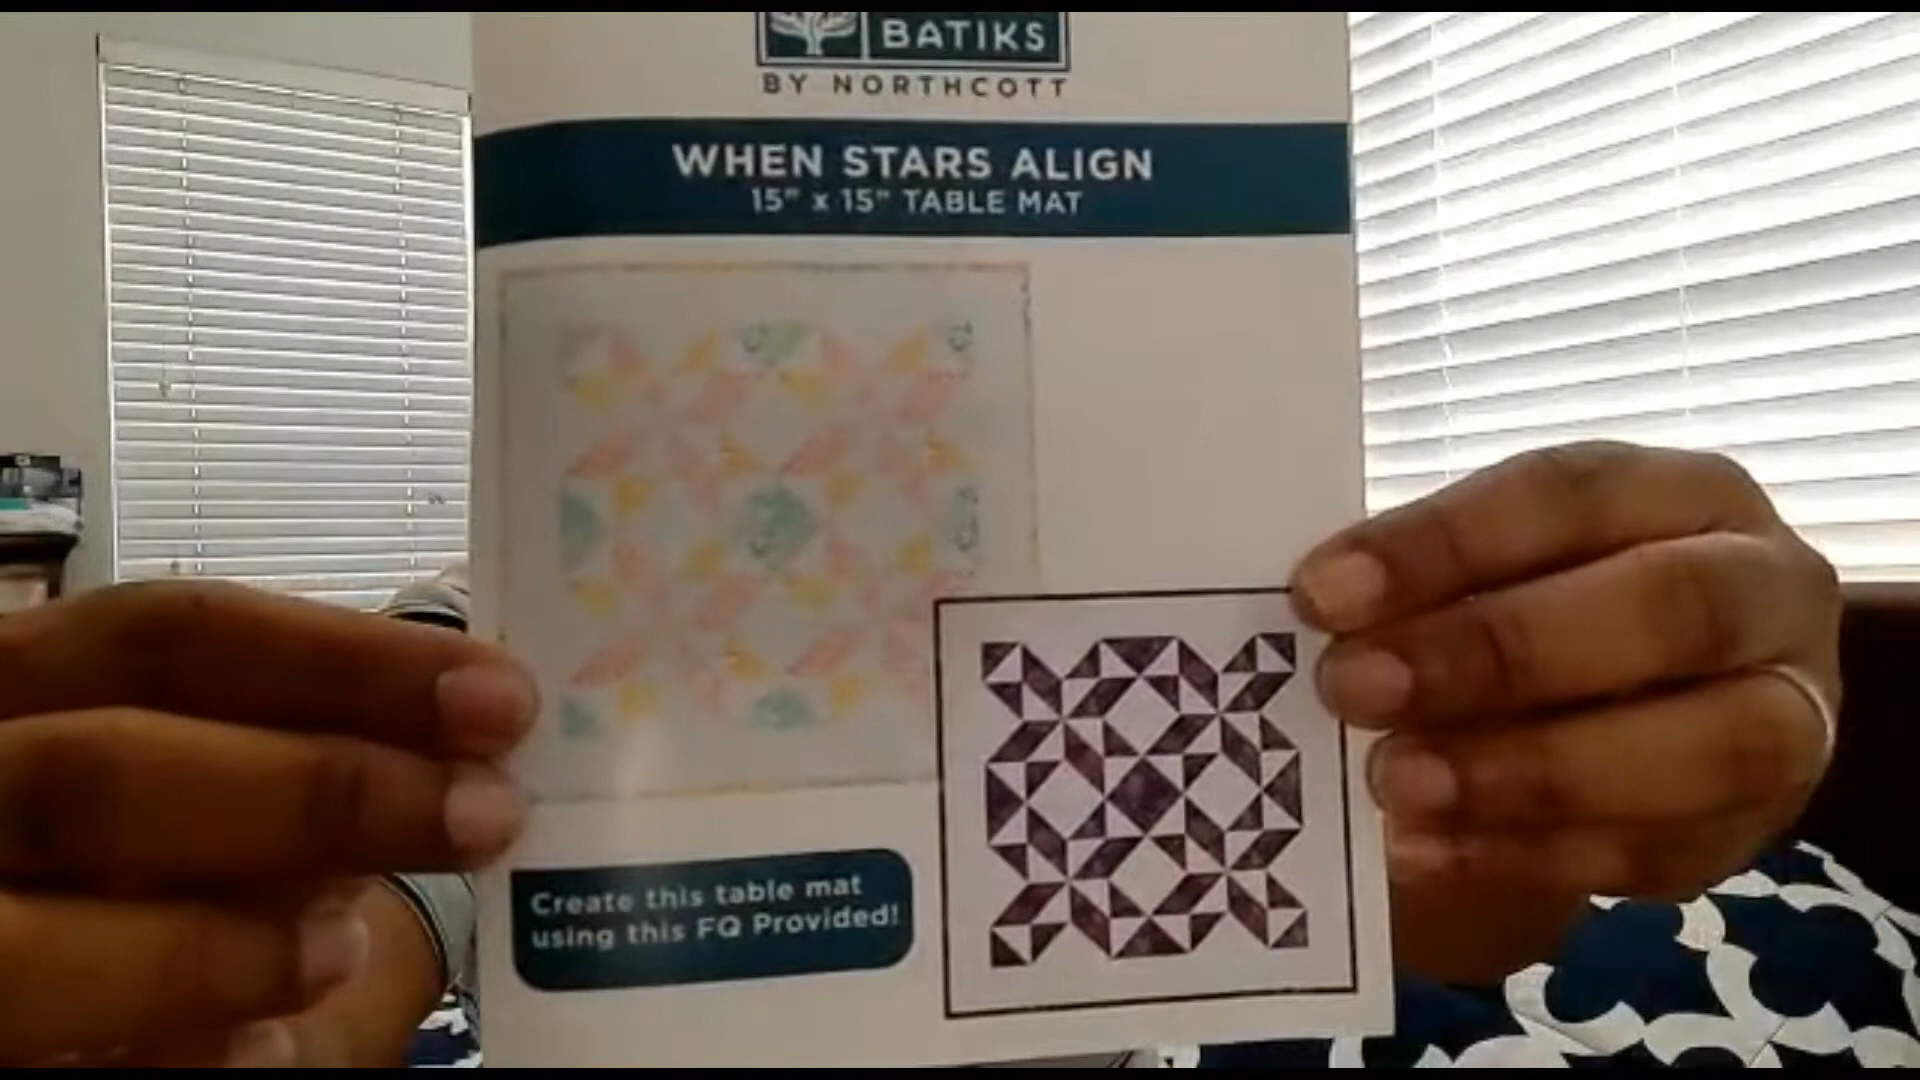 BATIKS
BY NORTHCOTT
WHEN STARS ALIGN
15" x 15" TABLE MAT
Create this table mat
using this FQ Provided!